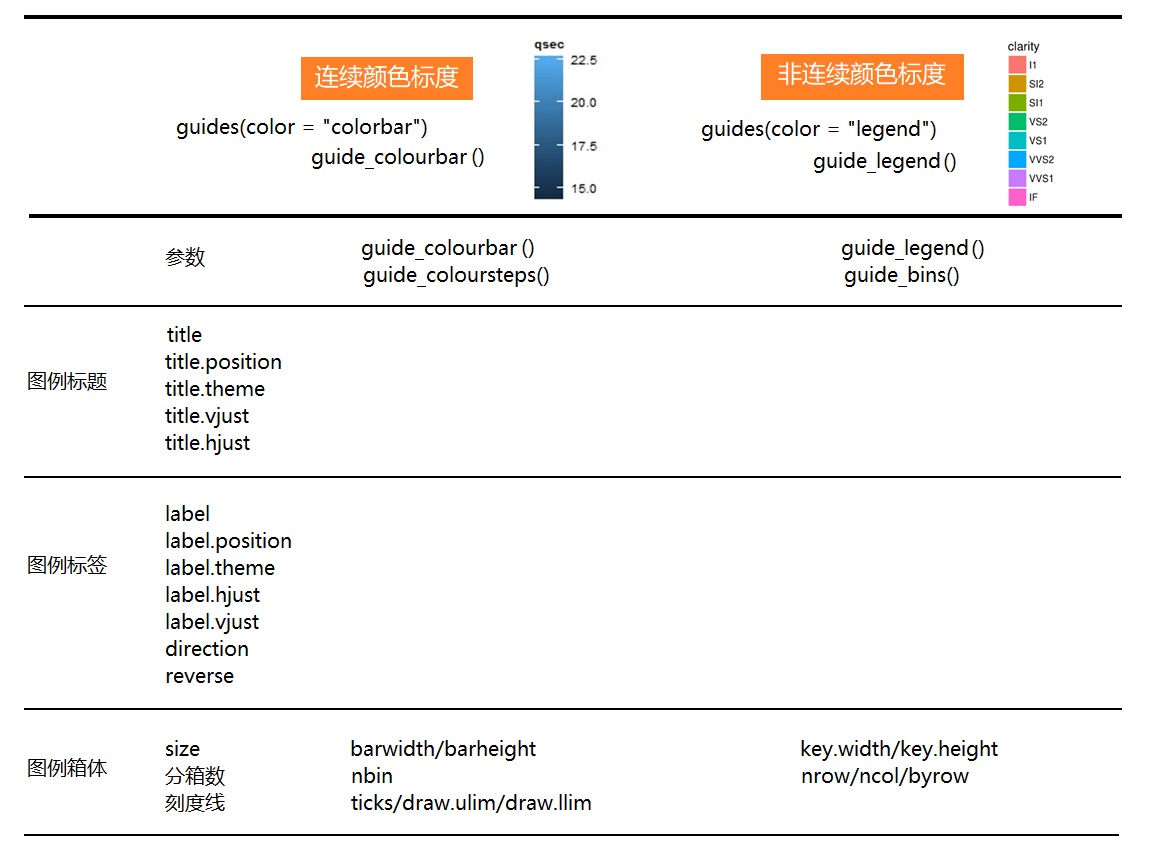 连续颜色标度
guides(color = "colorbar")
guide_colourbar ()
qsec
22.5
20.0
17.5
15.0
非连续颜色标度
guides(color = "legend")
guide_legend ()
clarity
I1
SI2
SI1
VS2
VS1
VVS2
VVS1
IF
参数 guide_colourbar () guide_legend ()
guide_coloursteps() guide_bins()
图例标题
title
title.position
title.theme
title.vjust
title.hjust
图例标签
label
label.position
label.theme
label.hjust
label.vjust
direction
reverse
图例箱体
size barwidth/barheight key.width/key.height
分箱数 nbin nrow/ncol/byrow
刻度线 ticks/draw.ulim/draw.llim